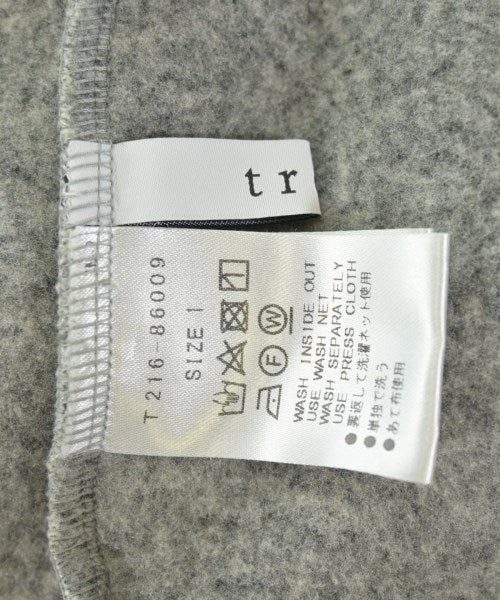 tr
T216-86009
SIZE 1
WASH INSIDE OUT
USE WASH NET
WASH SEPARATELY
USE PRESS CLOTH
●裏返して洗濯ネット使用
●単独で洗う
●あて布使用